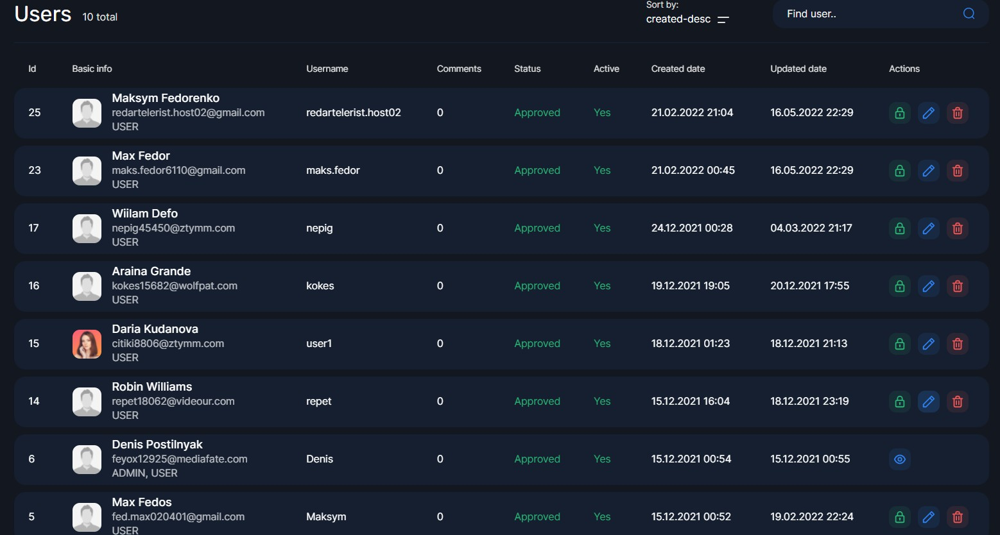 Users 10 total
Sort by:
created-desc
Find user..
Id Basic info Username Comments Status Active Created date Updated date Actions
Maksym Fedorenko
25 redartelerist.host02@gmail.com redartelerist.host02 0 Approved Yes 21.02.2022 21:04 16.05.2022 22:29
USER
Max Fedor
23 maks.fedor6110@gmail.com maks.fedor 0 Approved Yes 21.02.2022 00:45 16.05.2022 22:29
USER
Wiilam Defo
17 nepig45450@ztymm.com nepig 0 Approved Yes 24.12.2021 00:28 04.03.2022 21:17
USER
Araina Grande
16 kokes15682@wolfpat.com kokes 0 Approved Yes 19.12.2021 19:05 20.12.2021 17:55
USER
Daria Kudanova
15 citiki8806@ztymm.com user1 0 Approved Yes 18.12.2021 01:23 18.12.2021 21:13
USER
Robin Williams
14 repet18062@videour.com repet 0 Approved Yes 15.12.2021 16:04 18.12.2021 23:19
USER
Denis Postilnyak
6 feyox12925@mediafate.com Denis 0 Approved Yes 15.12.2021 00:54 15.12.2021 00:55
ADMIN, USER
Max Fedos
5 fed.max020401@gmail.com Maksym 0 Approved Yes 15.12.2021 00:52 19.02.2022 22:24
USER